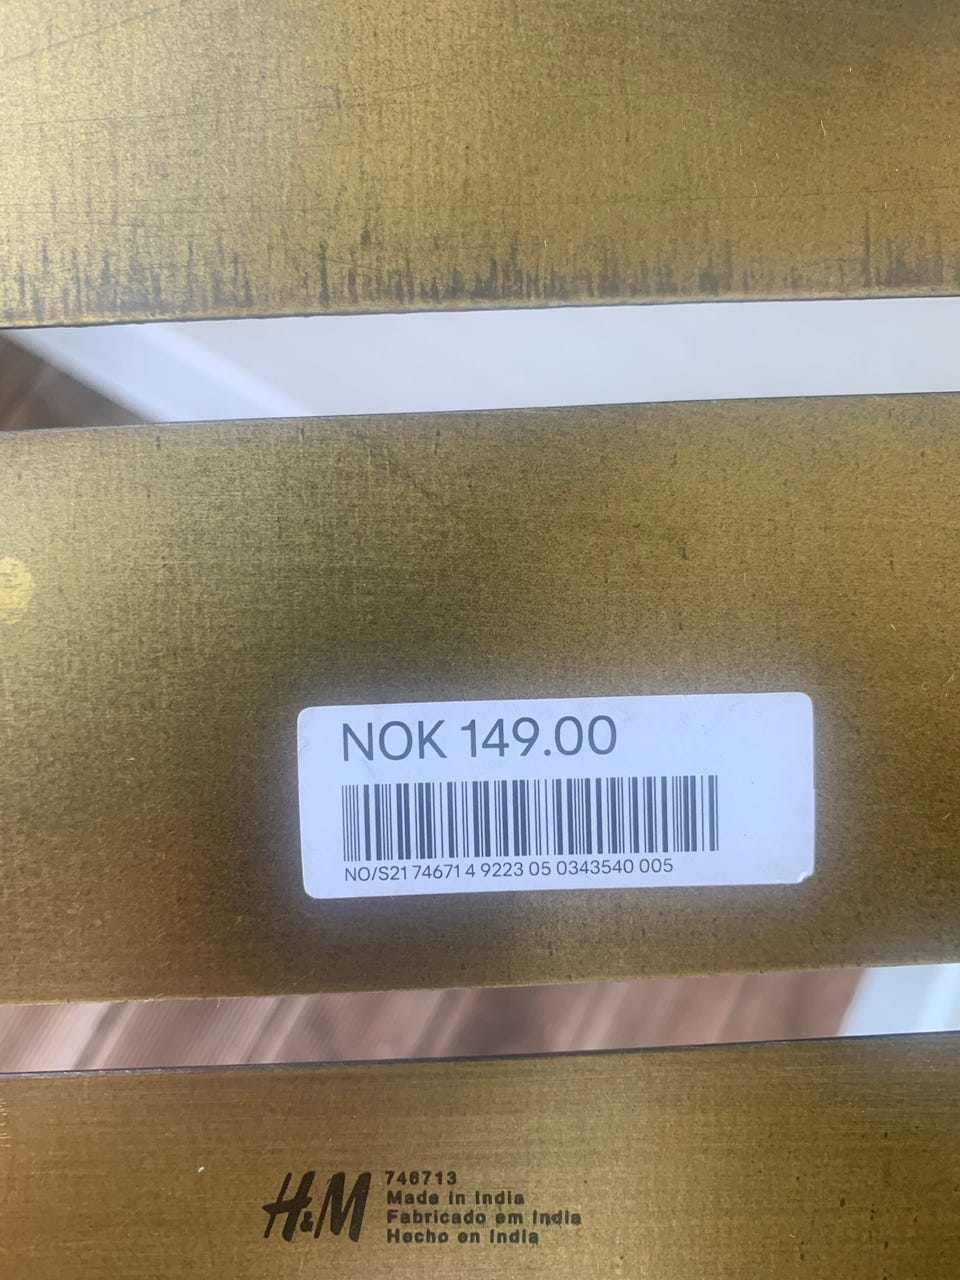 NOK 149.00
NO/S21 74671 4 9223 05 0343540 005
H&M
746713
Made in India
Fabricado em India
Hecho en India